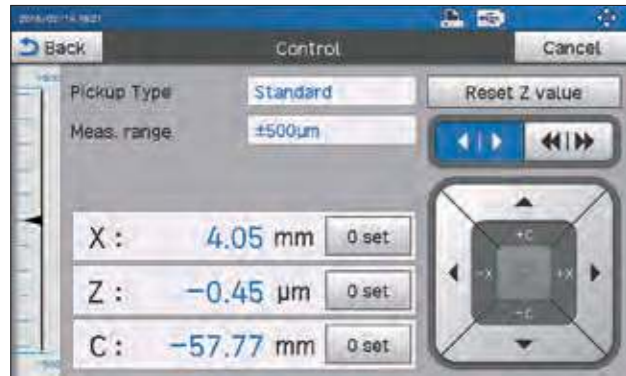 Back Control Cancel
Pickup Type Standard Reset Z value
Meas. range ±500µm
X: 4.05 mm 0 set
Z: −0.45 µm 0 set
C: −57.77 mm 0 set
+C
−X +X
−C